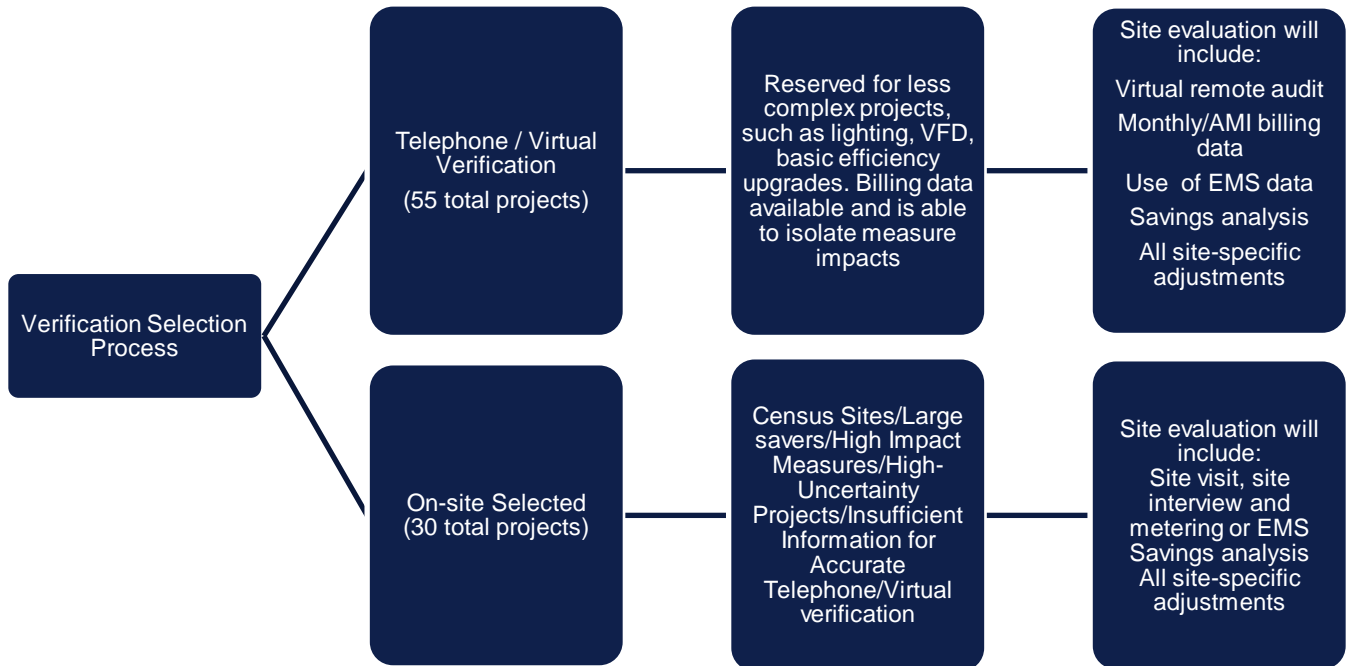 Verification Selection
Process
Telephone / Virtual
Verification
(55 total projects)
Reserved for less
complex projects,
such as lighting, VFD,
basic efficiency
upgrades. Billing data
available and is able
to isolate measure
impacts
Site evaluation will
include:
Virtual remote audit
Monthly/AMI billing
data
Use of EMS data
Savings analysis
All site-specific
adjustments
On-site Selected
(30 total projects)
Census Sites/Large
savers/High Impact
Measures/High-
Uncertainty
Projects/Insufficient
Information for
Accurate
Telephone/Virtual
verification
Site evaluation will
include:
Site visit, site
interview and
metering or EMS
Savings analysis
All site-specific
adjustments